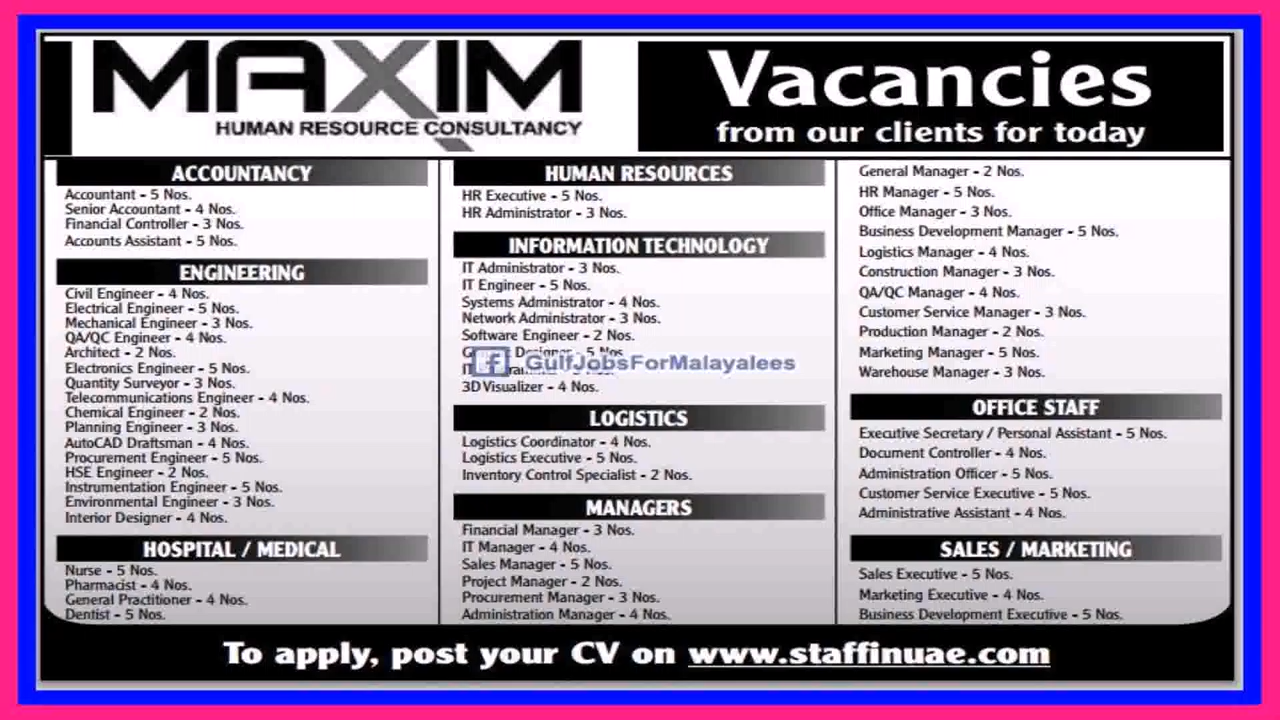 MAXIM
HUMAN RESOURCE CONSULTANCY
Vacancies
from our clients for today
ACCOUNTANCY
Accountant - 5 Nos.
Senior Accountant - 4 Nos.
Financial Controller - 3 Nos.
Accounts Assistant - 5 Nos.
ENGINEERING
Civil Engineer - 4 Nos.
Electrical Engineer - 5 Nos.
Mechanical Engineer - 3 Nos.
QA/QC Engineer - 4 Nos.
Architect - 2 Nos.
Electronics Engineer - 5 Nos.
Quantity Surveyor - 3 Nos.
Telecommunications Engineer - 4 Nos.
Chemical Engineer - 2 Nos.
Planning Engineer - 3 Nos.
AutoCAD Draftsman - 4 Nos.
Procurement Engineer - 5 Nos.
HSE Engineer - 2 Nos.
Instrumentation Engineer - 5 Nos.
Environmental Engineer - 3 Nos.
Interior Designer - 4 Nos.
HOSPITAL / MEDICAL
Nurse - 5 Nos.
Pharmacist - 4 Nos.
General Practitioner - 4 Nos.
Dentist - 5 Nos.
HUMAN RESOURCES
HR Executive - 5 Nos.
HR Administrator - 3 Nos.
INFORMATION TECHNOLOGY
IT Administrator - 3 Nos.
IT Engineer - 5 Nos.
Systems Administrator - 4 Nos.
Network Administrator - 3 Nos.
Software Engineer - 2 Nos.
Designer - 5 Nos.
f GulfJobsForMalayalees
IT
3D Visualizer - 4 Nos.
LOGISTICS
Logistics Coordinator - 4 Nos.
Logistics Executive - 5 Nos.
Inventory Control Specialist - 2 Nos.
MANAGERS
Financial Manager - 3 Nos.
IT Manager - 4 Nos.
Sales Manager - 5 Nos.
Project Manager - 2 Nos.
Procurement Manager - 3 Nos.
Administration Manager - 4 Nos.
General Manager - 2 Nos.
HR Manager - 5 Nos.
Office Manager - 3 Nos.
Business Development Manager - 5 Nos.
Logistics Manager - 4 Nos.
Construction Manager - 3 Nos.
QA/QC Manager - 4 Nos.
Customer Service Manager - 3 Nos.
Production Manager - 2 Nos.
Marketing Manager - 5 Nos.
Warehouse Manager - 3 Nos.
OFFICE STAFF
Executive Secretary / Personal Assistant - 5 Nos.
Document Controller - 4 Nos.
Administration Officer - 5 Nos.
Customer Service Executive - 5 Nos.
Administrative Assistant - 4 Nos.
SALES / MARKETING
Sales Executive - 5 Nos.
Marketing Executive - 4 Nos.
Business Development Executive - 5 Nos.
To apply, post your CV on www.staffinuae.com